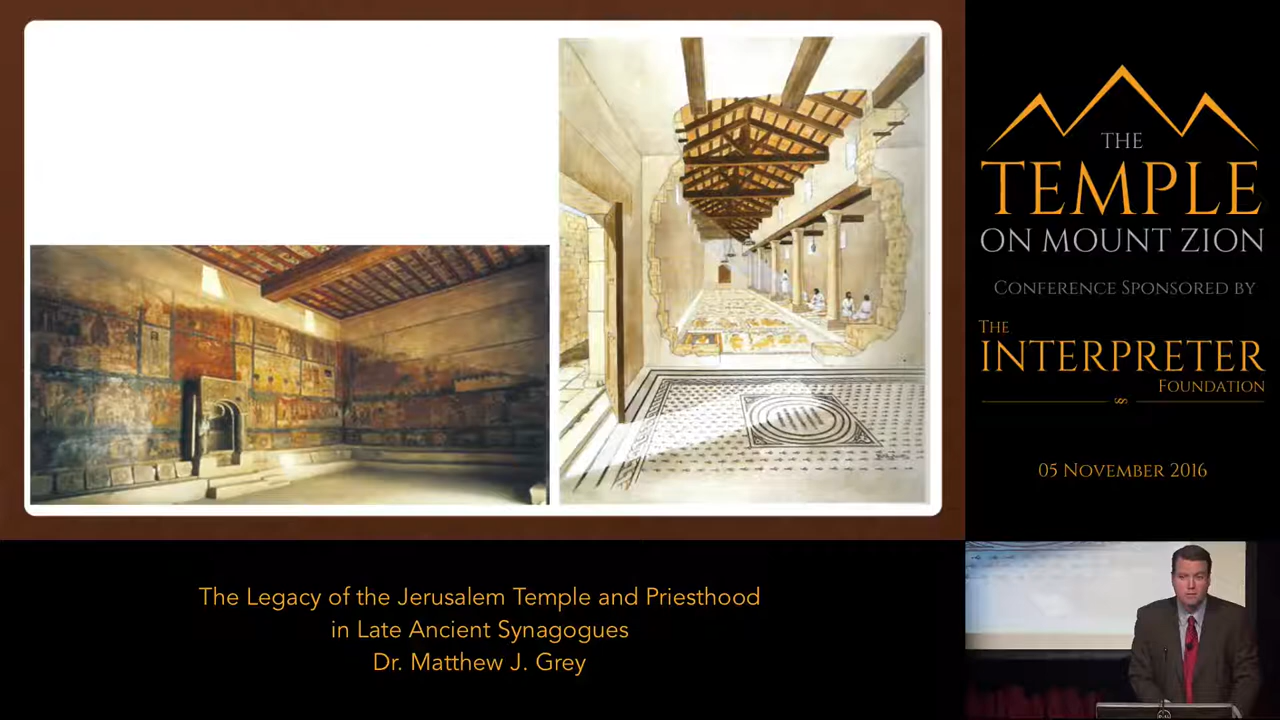 THE
TEMPLE
ON MOUNT ZION
CONFERENCE SPONSORED BY
THE
INTERPRETER
FOUNDATION
05 NOVEMBER 2016
The Legacy of the Jerusalem Temple and Priesthood
in Late Ancient Synagogues
Dr. Matthew J. Grey